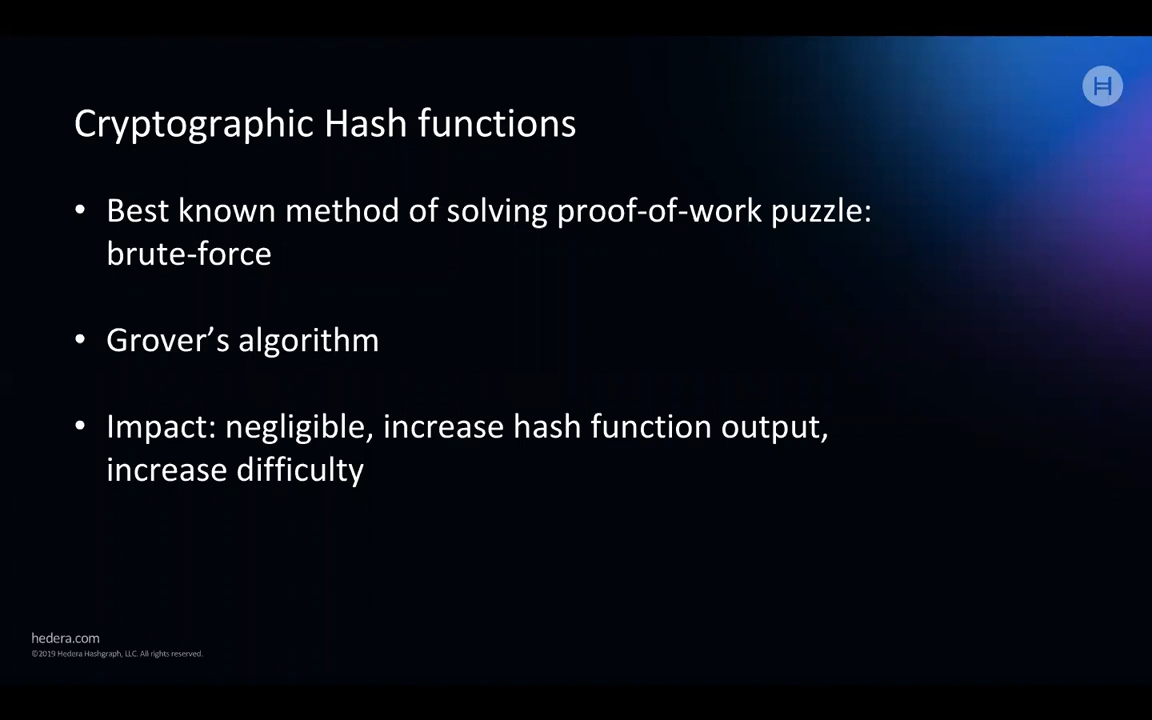 Cryptographic Hash functions
• Best known method of solving proof-of-work puzzle:
brute-force
• Grover’s algorithm
• Impact: negligible, increase hash function output,
increase difficulty
hedera.com
©2019 Hedera Hashgraph, LLC. All rights reserved.